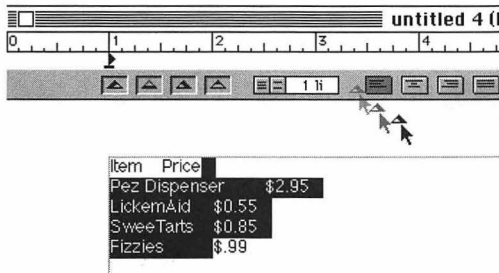 untitled 4 (
0 1 2 3 4
1 li
Item Price
Pez Dispenser $2.95
LickemAid $0.55
SweeTarts $0.85
Fizzies $.99